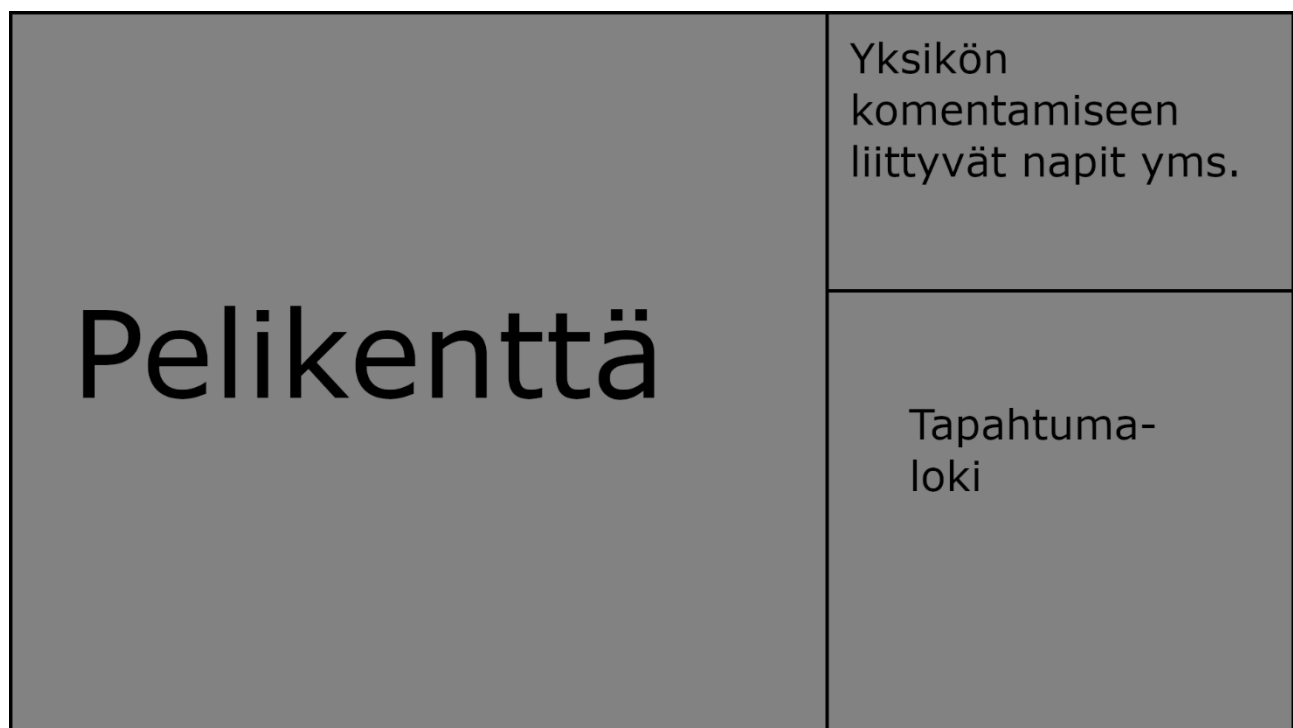 Pelikenttä
Yksikön
komentamiseen
liittyvät napit yms.
Tapahtuma-
loki